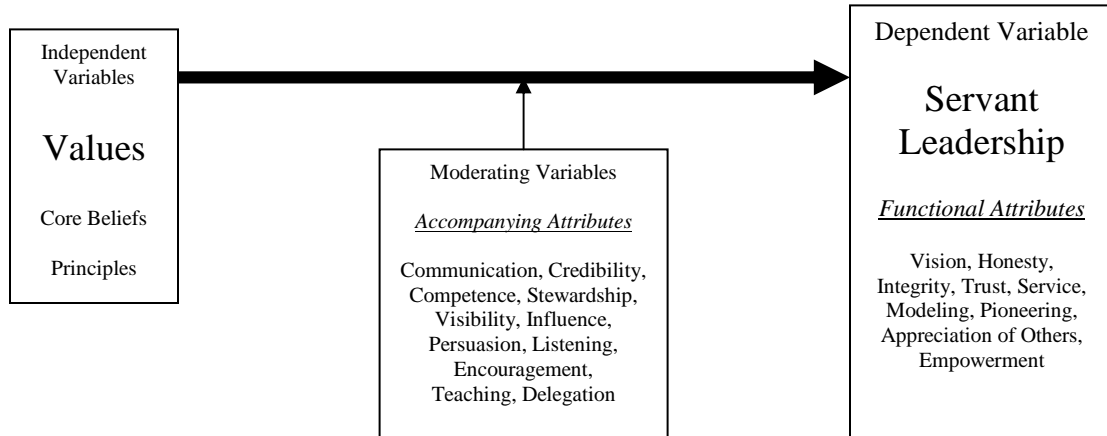 Independent
Variables
Values
Core Beliefs
Principles
Moderating Variables
Accompanying Attributes
Communication, Credibility,
Competence, Stewardship,
Visibility, Influence,
Persuasion, Listening,
Encouragement,
Teaching, Delegation
Dependent Variable
Servant
Leadership
Functional Attributes
Vision, Honesty,
Integrity, Trust, Service,
Modeling, Pioneering,
Appreciation of Others,
Empowerment